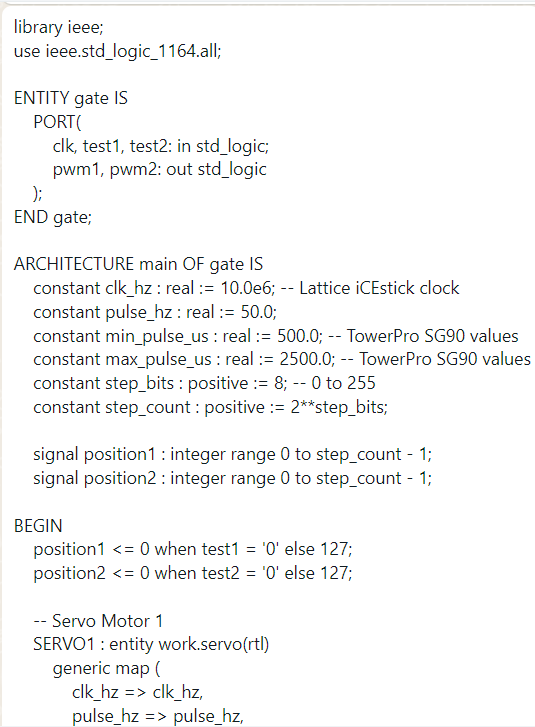 library ieee;
use ieee.std_logic_1164.all;
ENTITY gate IS
PORT(
clk, test1, test2: in std_logic;
pwm1, pwm2: out std_logic
);
END gate;
ARCHITECTURE main OF gate IS
constant clk_hz : real := 10.0e6; -- Lattice iCEstick clock
constant pulse_hz : real := 50.0;
constant min_pulse_us : real := 500.0; -- TowerPro SG90 values
constant max_pulse_us : real := 2500.0; -- TowerPro SG90 values
constant step_bits : positive := 8; -- 0 to 255
constant step_count : positive := 2**step_bits;
signal position1 : integer range 0 to step_count - 1;
signal position2 : integer range 0 to step_count - 1;
BEGIN
position1 <= 0 when test1 = '0' else 127;
position2 <= 0 when test2 = '0' else 127;
-- Servo Motor 1
SERVO1 : entity work.servo(rtl)
generic map (
clk_hz => clk_hz,
pulse_hz => pulse_hz,